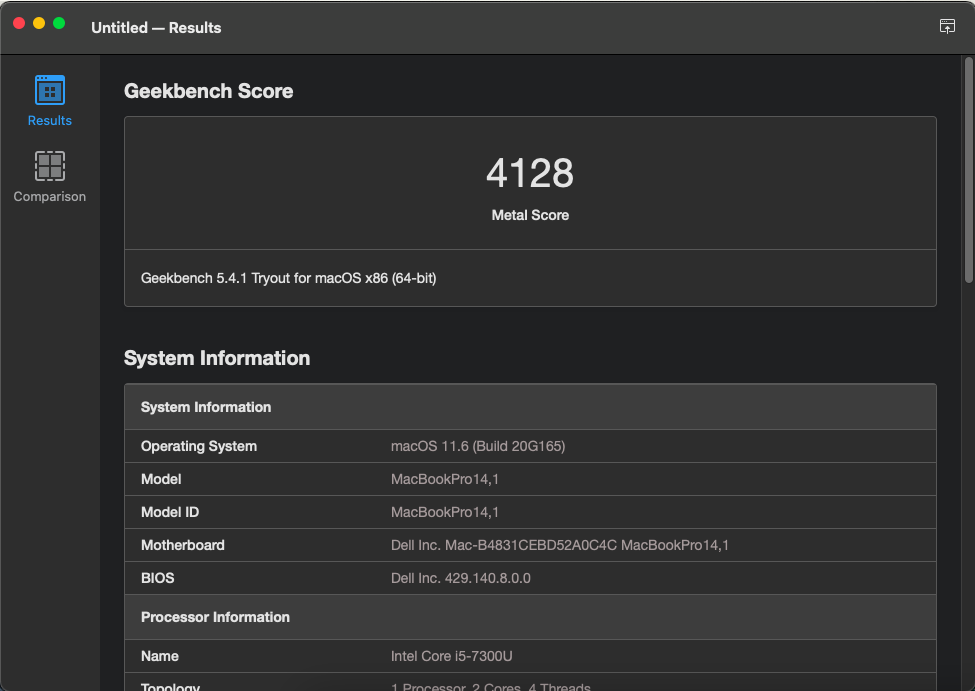 Untitled — Results
Results
Comparison
Geekbench Score
4128
Metal Score
Geekbench 5.4.1 Tryout for macOS x86 (64-bit)
System Information
System Information
Operating System macOS 11.6 (Build 20G165)
Model MacBookPro14,1
Model ID MacBookPro14,1
Motherboard Dell Inc. Mac-B4831CEBD52A0C4C MacBookPro14,1
BIOS Dell Inc. 429.140.8.0.0
Processor Information
Name Intel Core i5-7300U
Topology 1 Processor, 2 Cores, 4 Threads